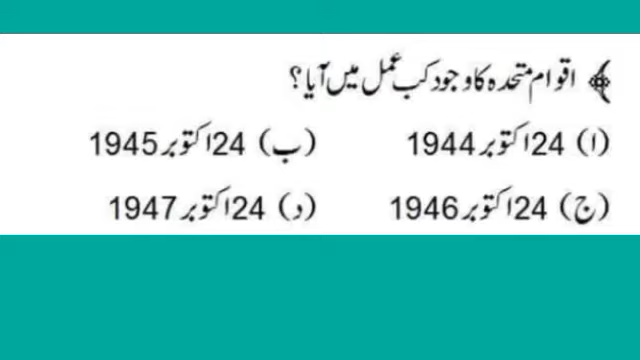 اقوام متحدہ کا وجود کب عمل میں آیا؟
(ا) 24 اکتوبر 1944 (ب) 24 اکتوبر 1945
(ج) 24 اکتوبر 1946 (د) 24 اکتوبر 1947